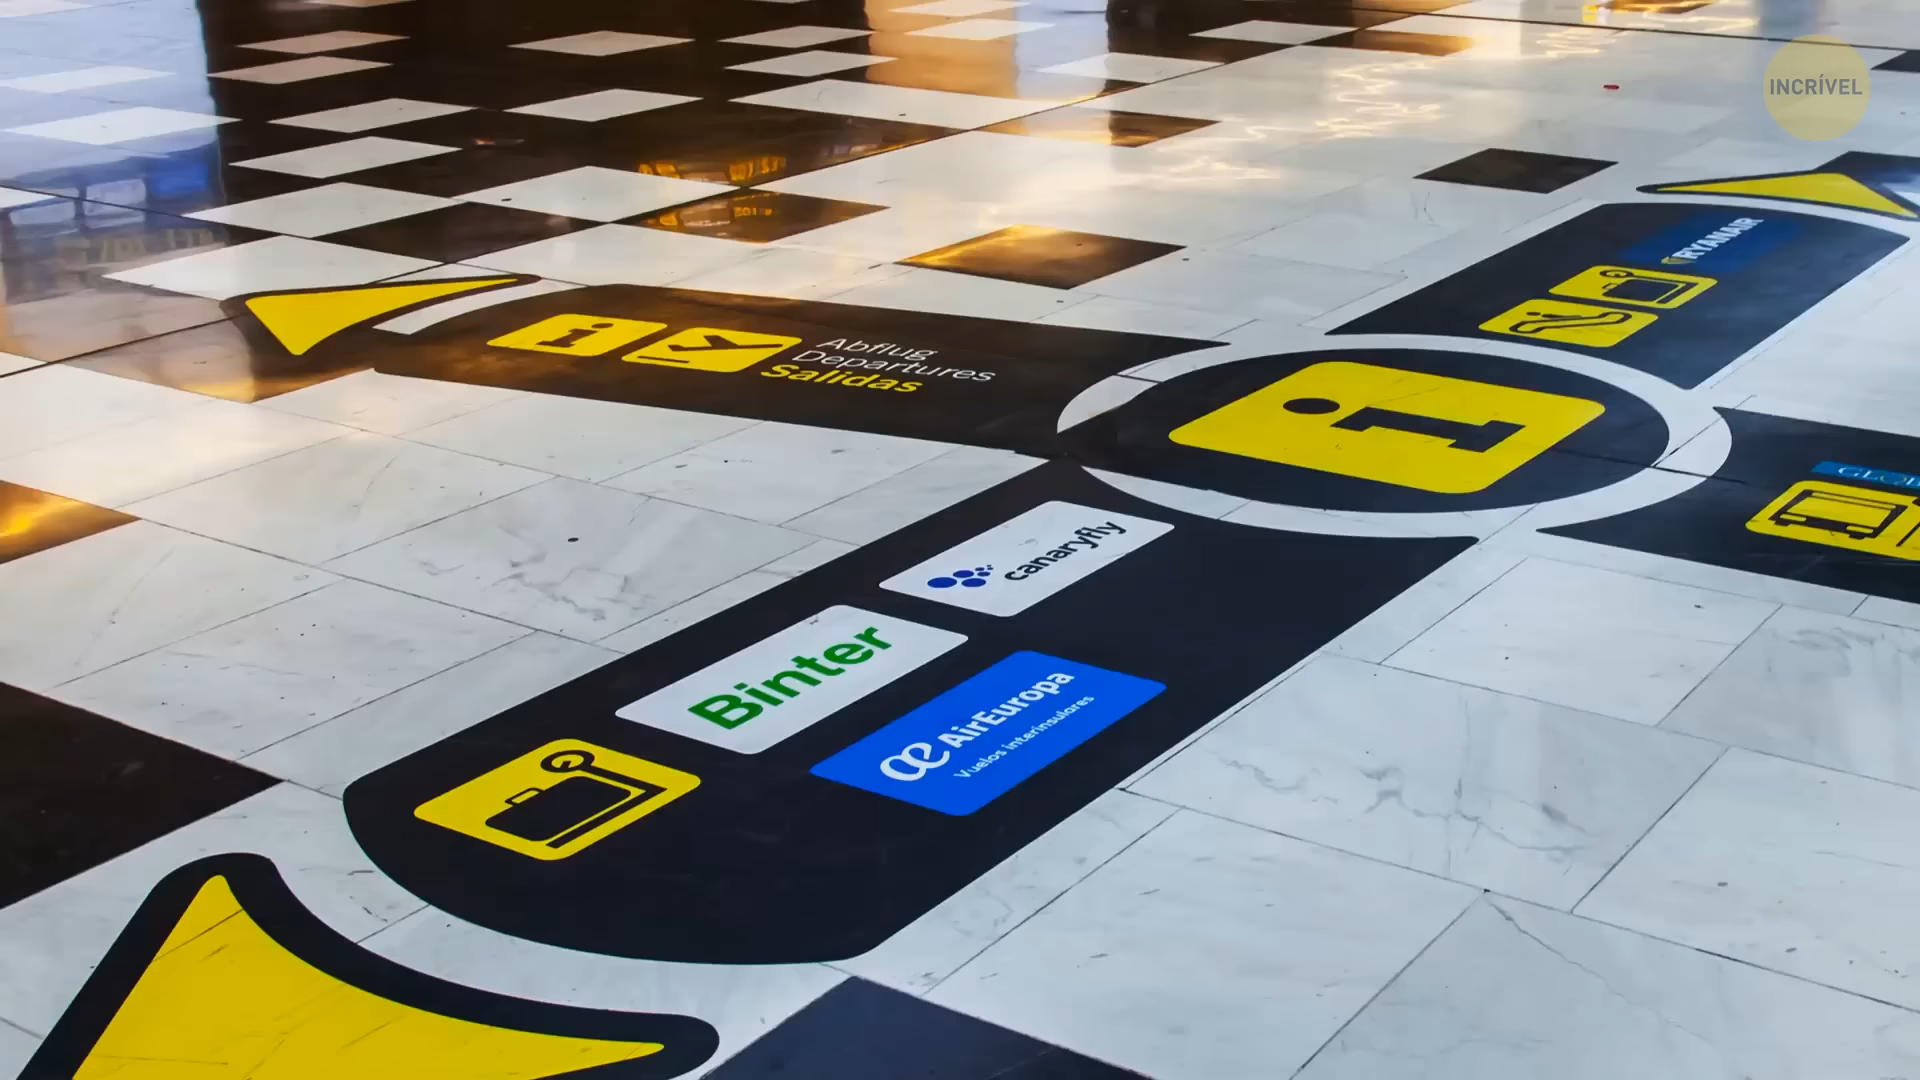 INCRÍVEL
RYANAIR
Abflug
Departures
Salidas
i
canaryfly
Binter
AirEuropa
Vuelos interinsulares